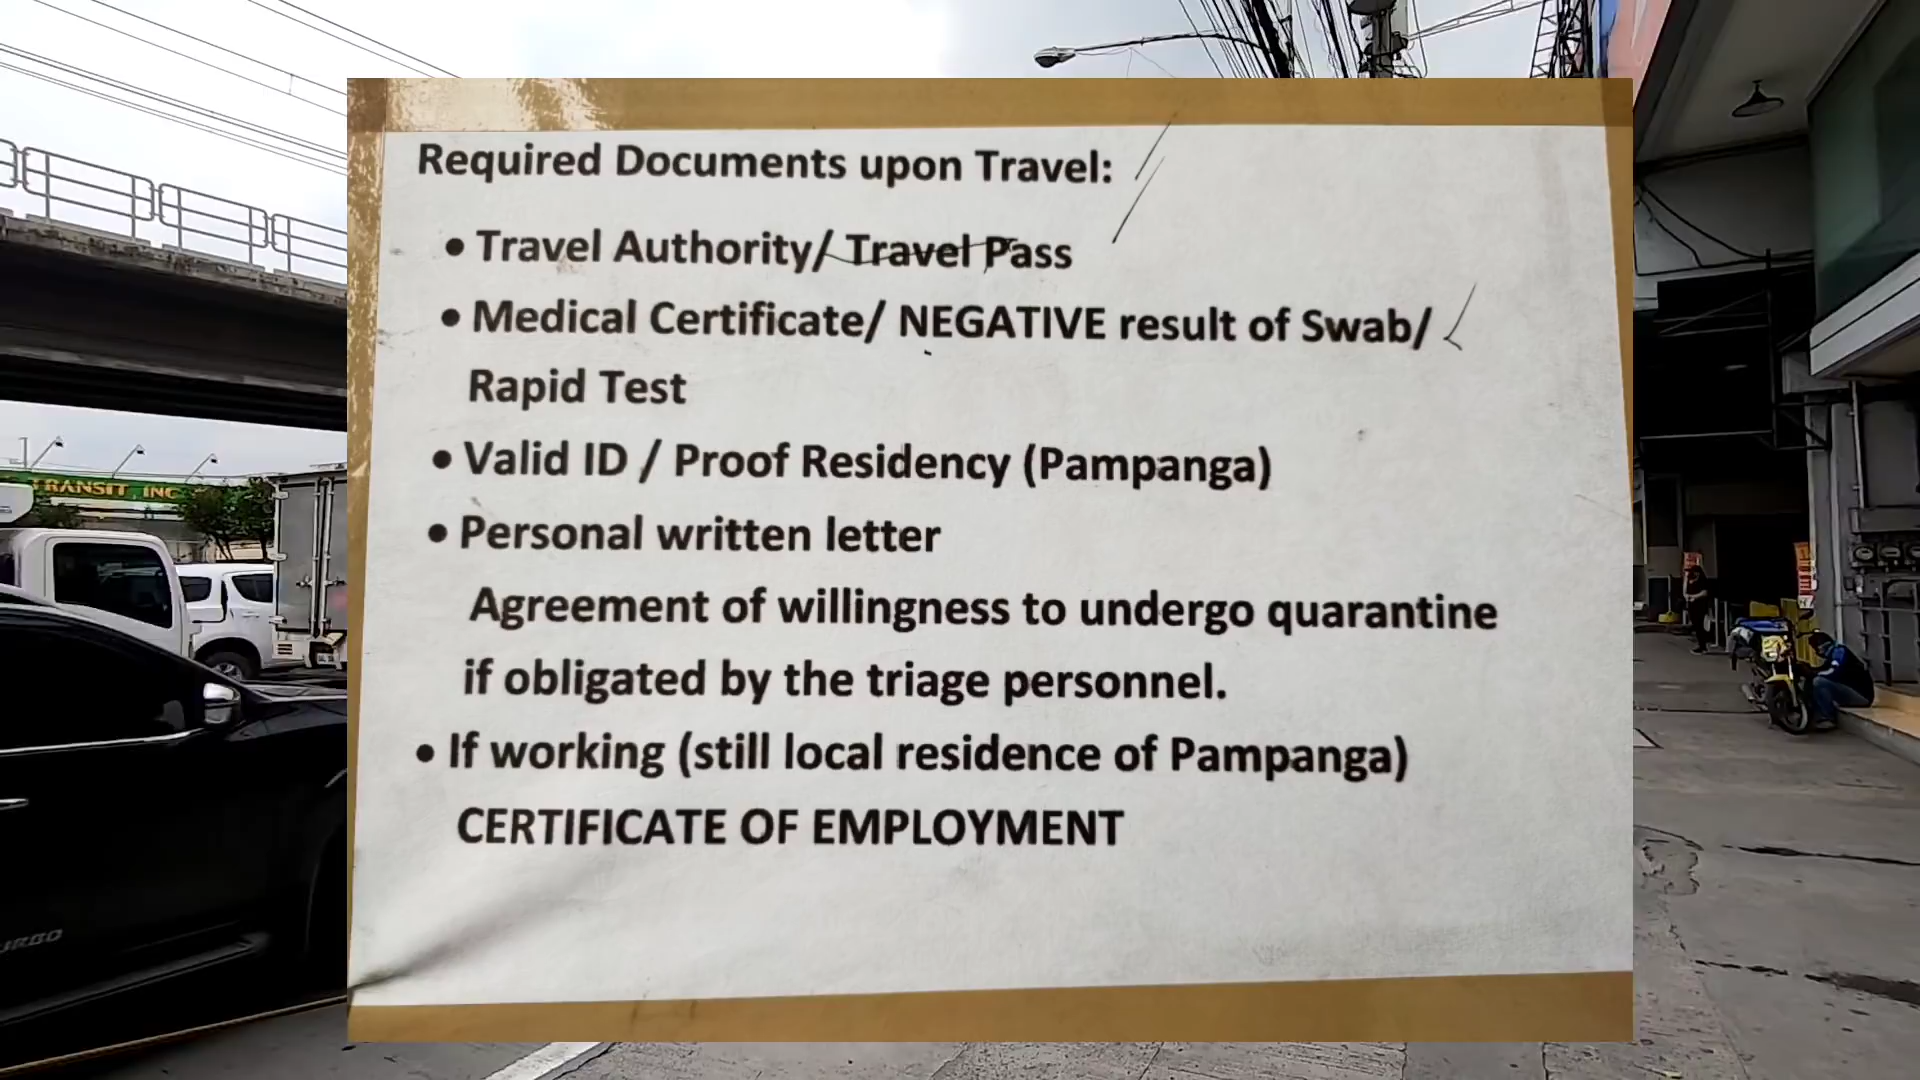 Required Documents upon Travel:
• Travel Authority/ Travel Pass
• Medical Certificate/ NEGATIVE result of Swab/
Rapid Test
• Valid ID / Proof Residency (Pampanga)
• Personal written letter
Agreement of willingness to undergo quarantine
if obligated by the triage personnel.
• If working (still local residence of Pampanga)
CERTIFICATE OF EMPLOYMENT
TRANSIT, INC